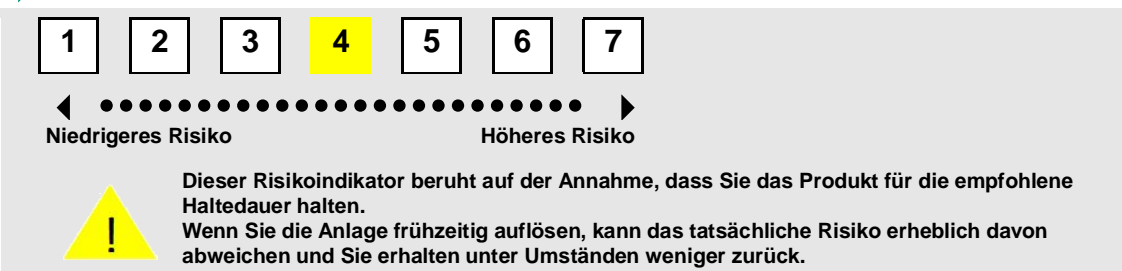 1 2 3 4 5 6 7
Niedrigeres Risiko Höheres Risiko
Dieser Risikoindikator beruht auf der Annahme, dass Sie das Produkt für die empfohlene
Haltedauer halten.
! Wenn Sie die Anlage frühzeitig auflösen, kann das tatsächliche Risiko erheblich davon
abweichen und Sie erhalten unter Umständen weniger zurück.